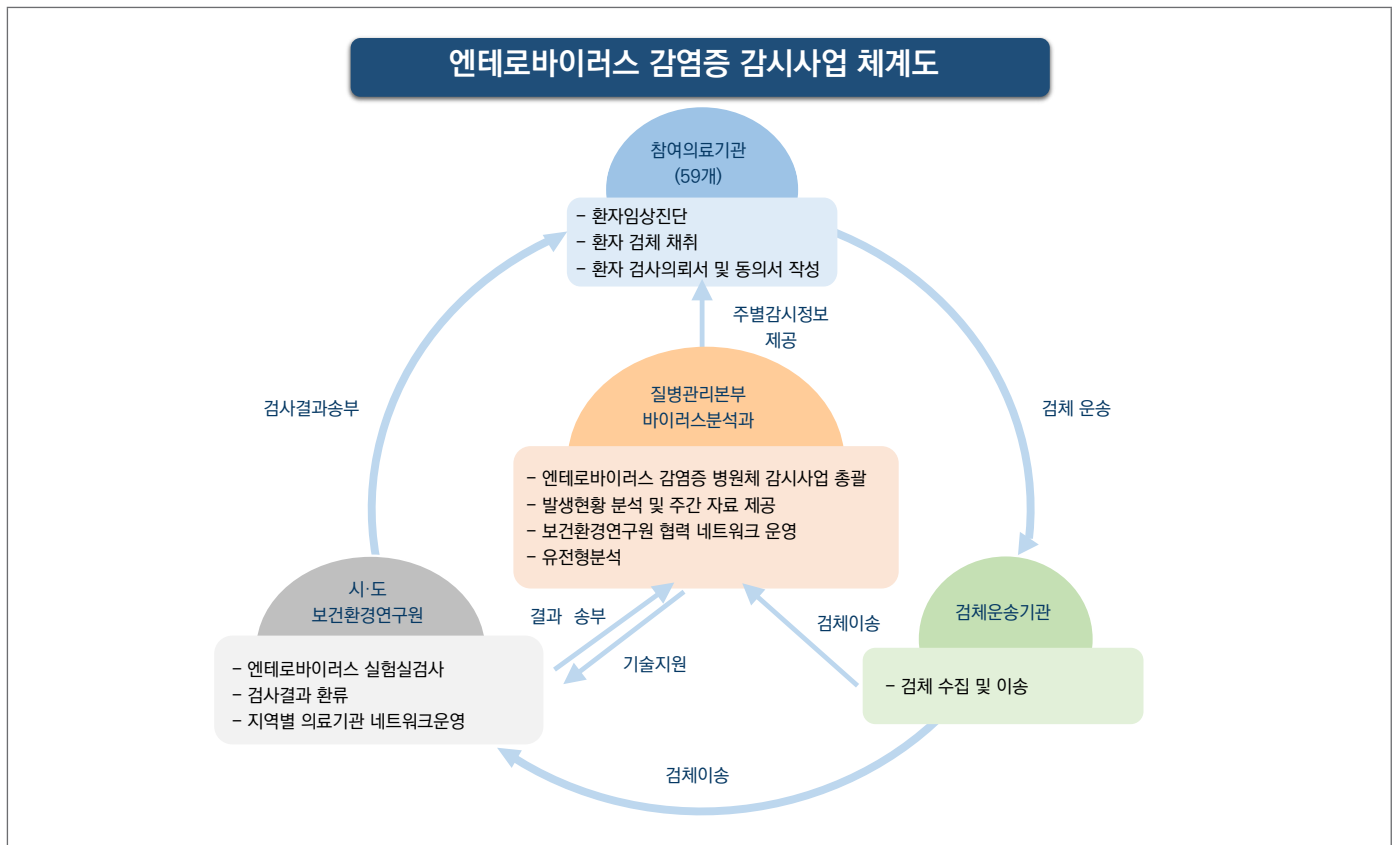 엔테로바이러스 감염증 감시사업 체계도
참여의료기관
(59개)
- 환자임상진단
- 환자 검체 채취
- 환자 검사의뢰서 및 동의서 작성
주별감시정보
제공
검사결과송부
검체 운송
질병관리본부
바이러스분석과
- 엔테로바이러스 감염증 병원체 감시사업 총괄
- 발생현황 분석 및 주간 자료 제공
- 보건환경연구원 협력 네트워크 운영
- 유전형분석
시·도
보건환경연구원
- 엔테로바이러스 실험실검사
- 검사결과 환류
- 지역별 의료기관 네트워크운영
결과 송부
기술지원
검체이송
검체운송기관
- 검체 수집 및 이송
검체이송